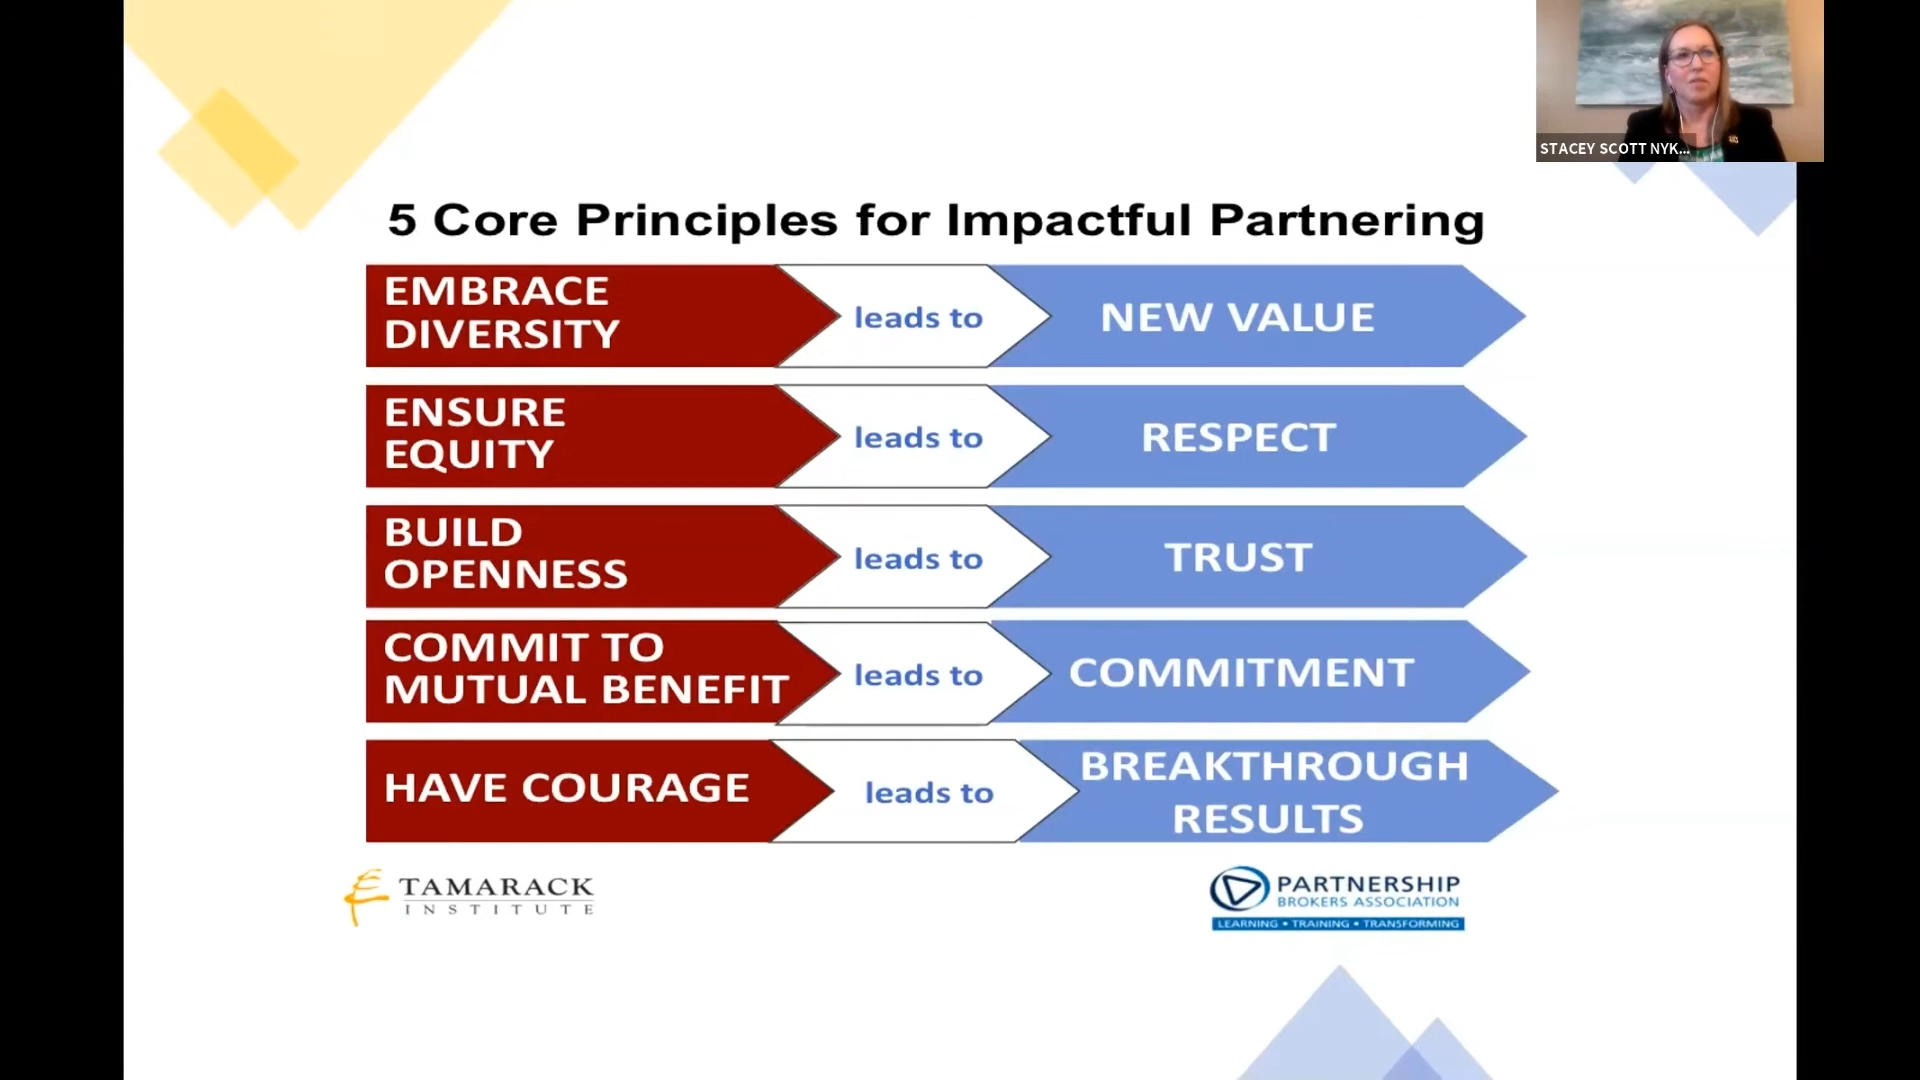 STACEY SCOTT NYK...
5 Core Principles for Impactful Partnering
EMBRACE
DIVERSITY
leads to
NEW VALUE
ENSURE
EQUITY
leads to
RESPECT
BUILD
OPENNESS
leads to
TRUST
COMMIT TO
MUTUAL BENEFIT
leads to
COMMITMENT
HAVE COURAGE
leads to
BREAKTHROUGH
RESULTS
TAMARACK
INSTITUTE
PARTNERSHIP
BROKERS ASSOCIATION
LEARNING • TRAINING • TRANSFORMING